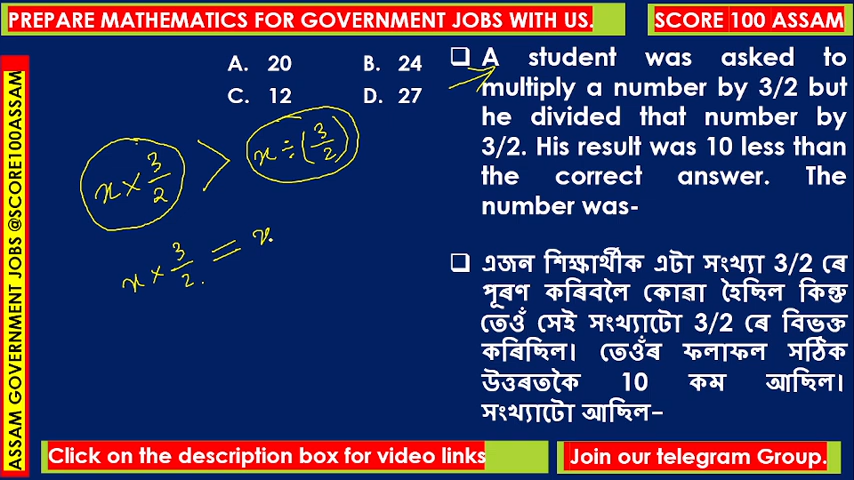 PREPARE MATHEMATICS FOR GOVERNMENT JOBS WITH US.
SCORE 100 ASSAM
ASSAM GOVERNMENT JOBS @SCORE100ASSAM
A. 20 B. 24
C. 12 D. 27
x × 3/2 > x ÷ (3/2)
x × 3/2 = x
A student was asked to
multiply a number by 3/2 but
he divided that number by
3/2. His result was 10 less than
the correct answer. The
number was-
এজন শিক্ষাৰ্থীক এটা সংখ্যা 3/2 ৰে
পূৰণ কৰিবলৈ কোৱা হৈছিল কিন্তু
তেওঁ সেই সংখ্যাটো 3/2 ৰে বিভক্ত
কৰিছিল। তেওঁৰ ফলাফল সঠিক
উত্তৰতকৈ 10 কম আছিল।
সংখ্যাটো আছিল–
Click on the description box for video links
Join our telegram Group.